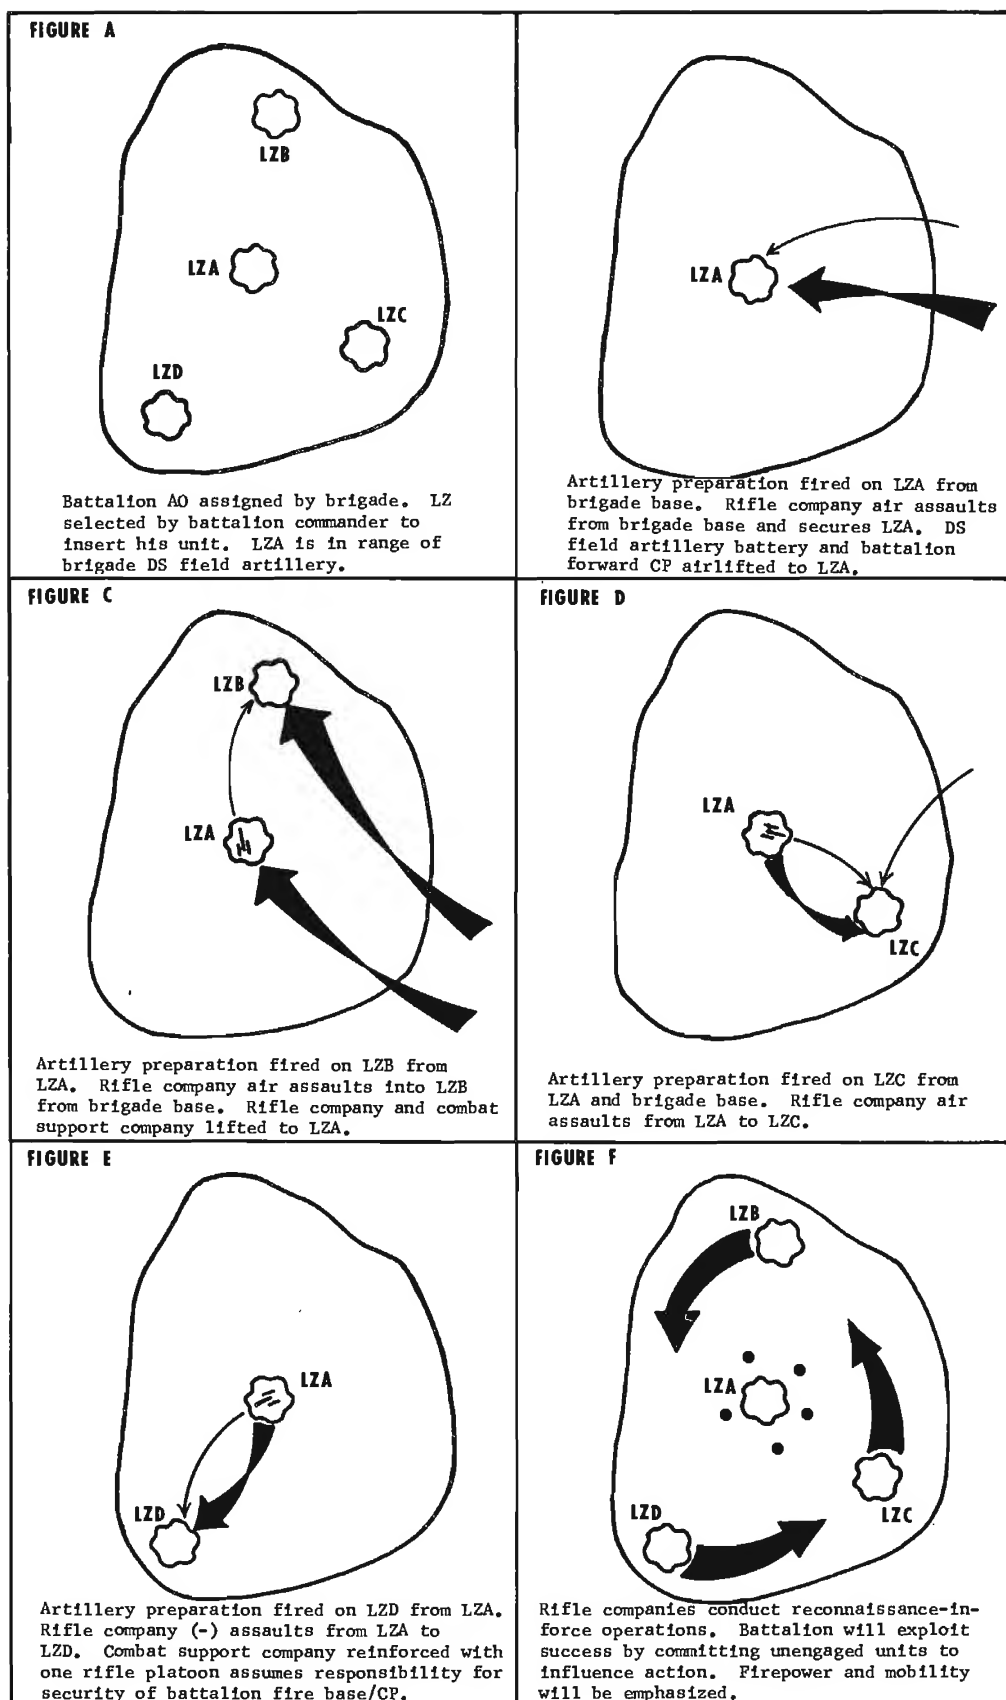 FIGURE A
LZB
LZA
LZC
LZD
Battalion AO assigned by brigade. LZ
selected by battalion commander to
insert his unit. LZA is in range of
brigade DS field artillery.
LZA
Artillery preparation fired on LZA from
brigade base. Rifle company air assaults
from brigade base and secures LZA. DS
field artillery battery and battalion
forward CP airlifted to LZA.
FIGURE C
LZB
LZA
Artillery preparation fired on LZB from
LZA. Rifle company air assaults into LZB
from brigade base. Rifle company and combat
support company lifted to LZA.
FIGURE D
LZA
LZC
Artillery preparation fired on LZC from
LZA and brigade base. Rifle company air
assaults from LZA to LZC.
FIGURE E
LZA
LZD
Artillery preparation fired on LZD from LZA.
Rifle company (-) assaults from LZA to
LZD. Combat support company reinforced with
one rifle platoon assumes responsibility for
security of battalion fire base/CP.
FIGURE F
LZB
LZA
LZD
LZC
Rifle companies conduct reconnaissance-in-
force operations. Battalion will exploit
success by committing unengaged units to
influence action. Firepower and mobility
will be emphasized.